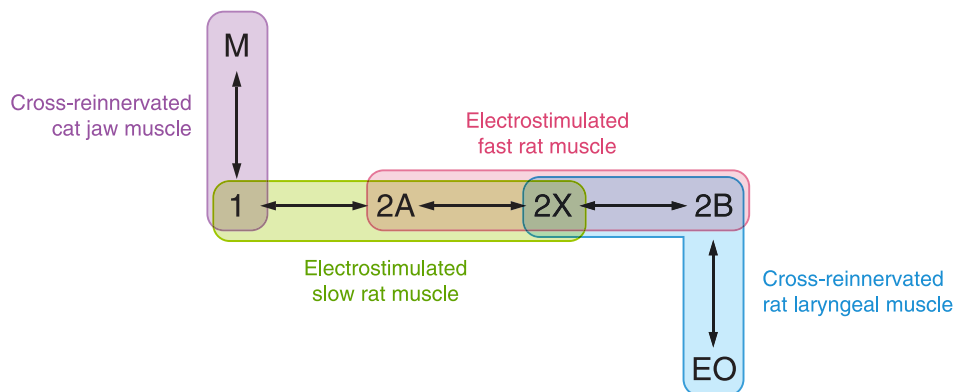 M
Cross-reinnervated
cat jaw muscle
Electrostimulated
fast rat muscle
1 2A 2X 2B
Electrostimulated
slow rat muscle
Cross-reinnervated
rat laryngeal muscle
EO